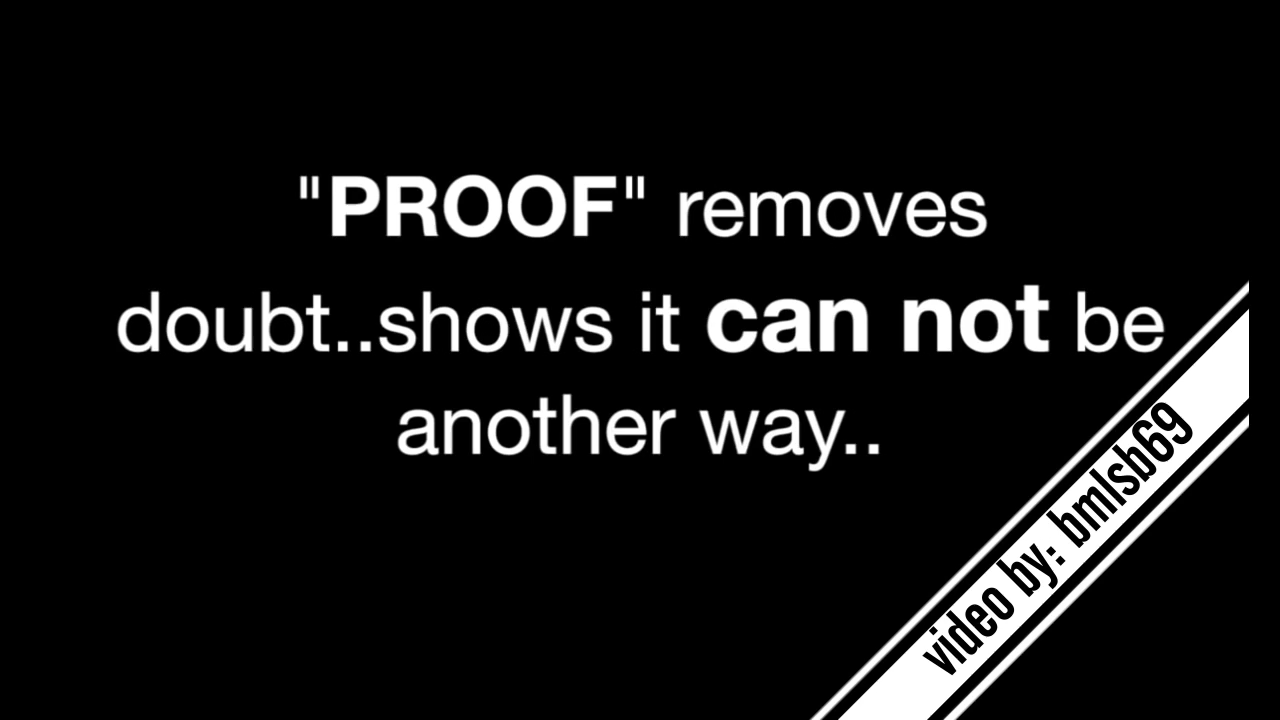 "PROOF" removes
doubt..shows it can not be
another way..
video by: bmlsb69